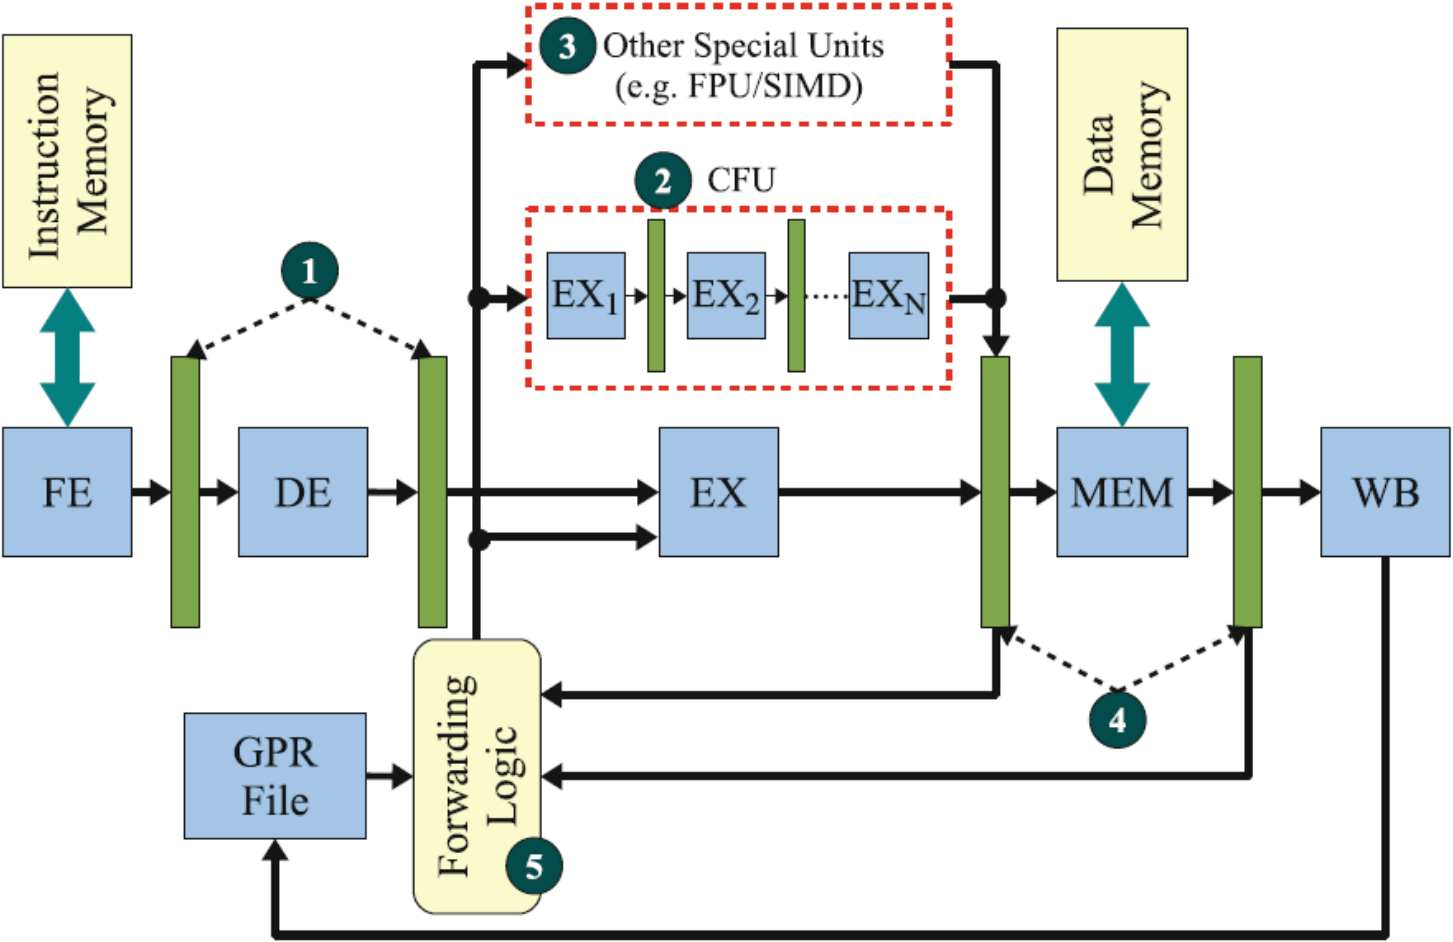 3 Other Special Units
(e.g. FPU/SIMD)
Instruction
Memory
Data
Memory
2 CFU
1
EX1
EX2
EXN
FE
DE
EX
MEM
WB
4
GPR
File
Forwarding
Logic
5